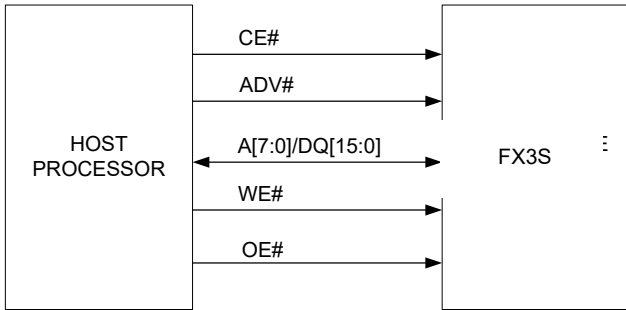 CE#
ADV#
A[7:0]/DQ[15:0]
HOST
PROCESSOR
FX3S
WE#
OE#